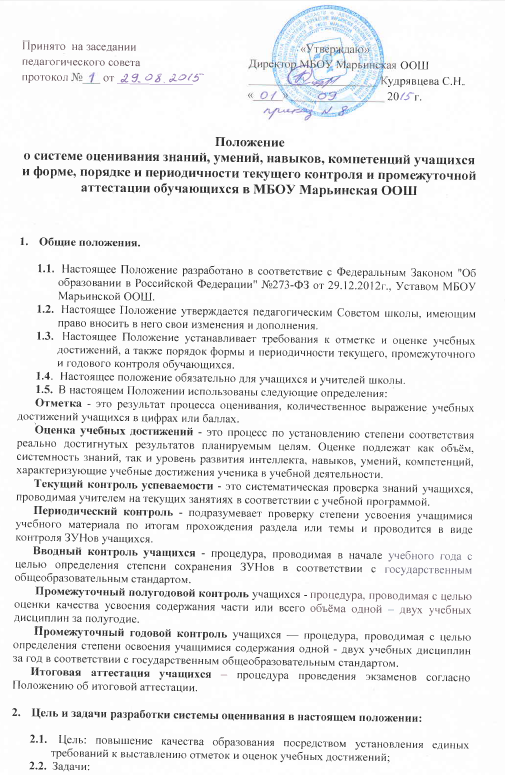 Принято на заседании
педагогического совета
протокол № 1 от 29.08.2015
«Утверждаю»
Директор МБОУ Марьинская ООШ
Кудрявцева С.Н.
« 01 » 09 2015 г.
приказ № 8
Положение
о системе оценивания знаний, умений, навыков, компетенций учащихся
и форме, порядке и периодичности текущего контроля и промежуточной
аттестации обучающихся в МБОУ Марьинская ООШ
1. Общие положения.
1.1. Настоящее Положение разработано в соответствие с Федеральным Законом "Об
образовании в Российской Федерации" №273-ФЗ от 29.12.2012г., Уставом МБОУ
Марьинской ООШ.
1.2. Настоящее Положение утверждается педагогическим Советом школы, имеющим
право вносить в него свои изменения и дополнения.
1.3. Настоящее Положение устанавливает требования к отметке и оценке учебных
достижений, а также порядок формы и периодичности текущего, промежуточного
и годового контроля обучающихся.
1.4. Настоящее положение обязательно для учащихся и учителей школы.
1.5. В настоящем Положении использованы следующие определения:
Отметка - это результат процесса оценивания, количественное выражение учебных
достижений учащихся в цифрах или баллах.
Оценка учебных достижений - это процесс по установлению степени соответствия
реально достигнутых результатов планируемым целям. Оценке подлежат как объём,
системность знаний, так и уровень развития интеллекта, навыков, умений, компетенций,
характеризующие учебные достижения ученика в учебной деятельности.
Текущий контроль успеваемости - это систематическая проверка знаний учащихся,
проводимая учителем на текущих занятиях в соответствии с учебной программой.
Периодический контроль - подразумевает проверку степени усвоения учащимися
учебного материала по итогам прохождения раздела или темы и проводится в виде
контроля ЗУНов учащихся.
Вводный контроль учащихся - процедура, проводимая в начале учебного года с
целью определения степени сохранения ЗУНов в соответствии с государственным
общеобразовательным стандартом.
Промежуточный полугодовой контроль учащихся - процедура, проводимая с целью
оценки качества усвоения содержания части или всего объёма одной – двух учебных
дисциплин за полугодие.
Промежуточный годовой контроль учащихся — процедура, проводимая с целью
определения степени освоения учащимися содержания одной - двух учебных дисциплин
за год в соответствии с государственным общеобразовательным стандартом.
Итоговая аттестация учащихся – процедура проведения экзаменов согласно
Положению об итоговой аттестации.
2. Цель и задачи разработки системы оценивания в настоящем положении:
2.1. Цель: повышение качества образования посредством установления единых
требований к выставлению отметок и оценок учебных достижений;
2.2. Задачи: